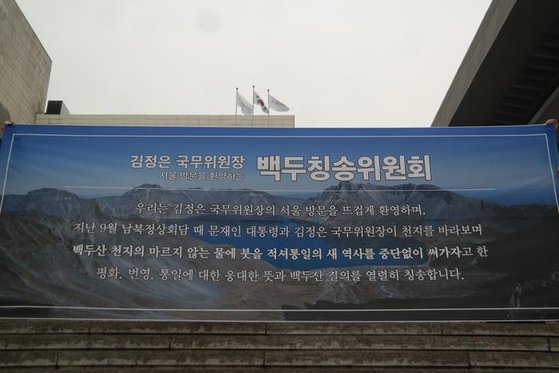 김정은 국무위원장
서울 방문을 환영하는
백두칭송위원회
우리는 김정은 국무위원장의 서울 방문을 뜨겁게 환영하며,
지난 9월 남북정상회담 때 문재인 대통령과 김정은 국무위원장이 천지를 바라보며
백두산 천지의 마르지 않는 물에 붓을 적셔통일의 새 역사를 중단없이 써가자고 한
평화, 번영, 통일에 대한 웅대한 뜻과 백두산 결의를 열렬히 칭송합니다.